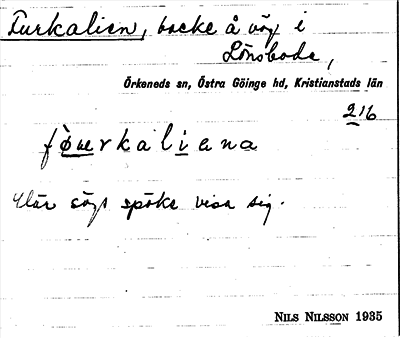 Turkalien, backe å väg i
Lönsboda,
Örkeneds sn, Östra Göinge hd, Kristianstads län
216
kaliena
Här sägs spöke visa sig.
NILS NILSSON 1935